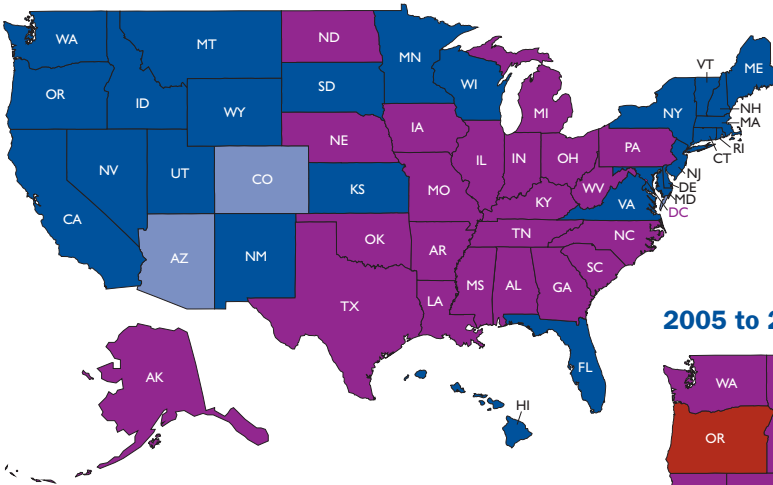 WA
MT
ND
MN
VT
ME
OR
ID
SD
WI
WY
MI
NY
NH
MA
NE
IA
PA
RI
CT
NV
UT
CO
IL
IN
OH
NJ
DE
MD
DC
CA
KS
MO
WV
VA
KY
AZ
NM
OK
AR
TN
NC
SC
MS
AL
GA
TX
LA
FL
AK
HI
2005 to 2
WA
OR